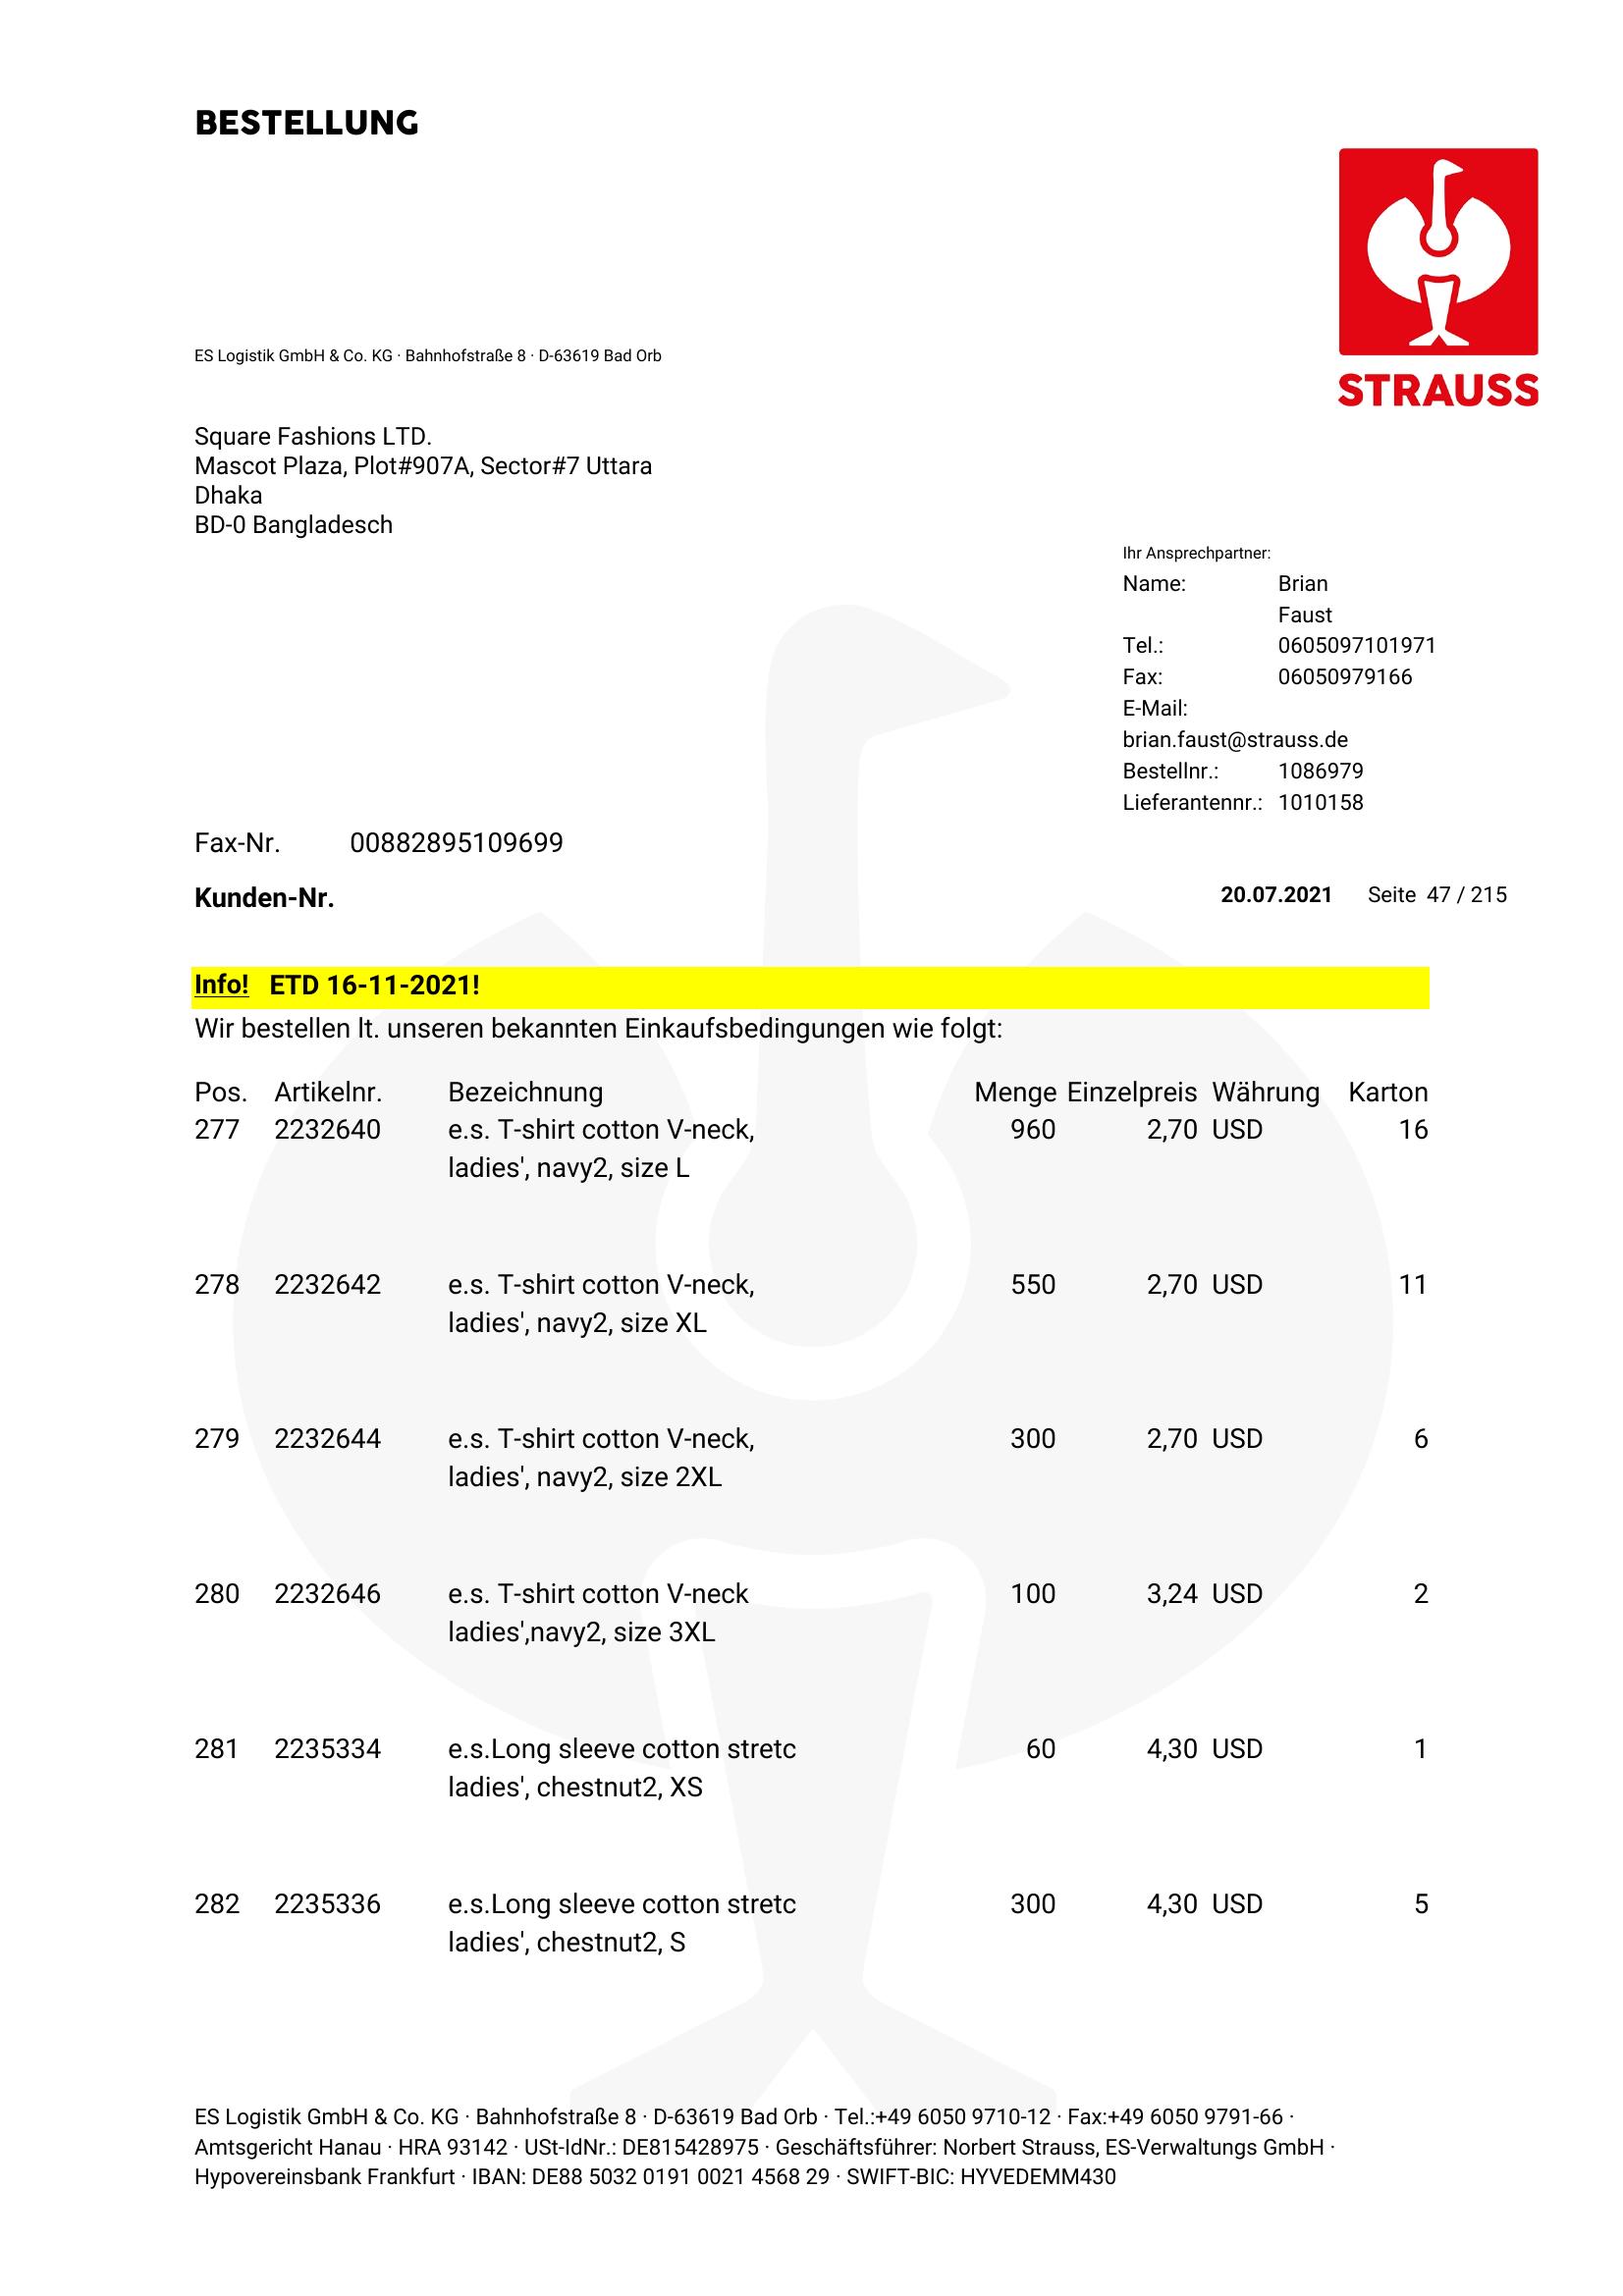 BESTELLUNG
STRAUSS
ES Logistik GmbH & Co. KG · Bahnhofstraße 8 · D-63619 Bad Orb
Square Fashions LTD.
Mascot Plaza, Plot#907A, Sector#7 Uttara
Dhaka
BD-0 Bangladesch
Ihr Ansprechpartner:
Name: Brian
Faust
Tel.: 0605097101971
Fax: 06050979166
E-Mail:
brian.faust@strauss.de
Bestellnr.: 1086979
Lieferantennr.: 1010158
Fax-Nr. 00882895109699
Kunden-Nr. 20.07.2021 Seite 47 / 215
Info! ETD 16-11-2021!
Wir bestellen lt. unseren bekannten Einkaufsbedingungen wie folgt:
Pos. Artikelnr. Bezeichnung Menge Einzelpreis Währung Karton
277 2232640 e.s. T-shirt cotton V-neck, 960 2,70 USD 16
ladies', navy2, size L
278 2232642 e.s. T-shirt cotton V-neck, 550 2,70 USD 11
ladies', navy2, size XL
279 2232644 e.s. T-shirt cotton V-neck, 300 2,70 USD 6
ladies', navy2, size 2XL
280 2232646 e.s. T-shirt cotton V-neck 100 3,24 USD 2
ladies',navy2, size 3XL
281 2235334 e.s.Long sleeve cotton stretc 60 4,30 USD 1
ladies', chestnut2, XS
282 2235336 e.s.Long sleeve cotton stretc 300 4,30 USD 5
ladies', chestnut2, S
ES Logistik GmbH & Co. KG · Bahnhofstraße 8 · D-63619 Bad Orb · Tel.:+49 6050 9710-12 · Fax:+49 6050 9791-66 ·
Amtsgericht Hanau · HRA 93142 · USt-IdNr.: DE815428975 · Geschäftsführer: Norbert Strauss, ES-Verwaltungs GmbH ·
Hypovereinsbank Frankfurt · IBAN: DE88 5032 0191 0021 4568 29 · SWIFT-BIC: HYVEDEMM430